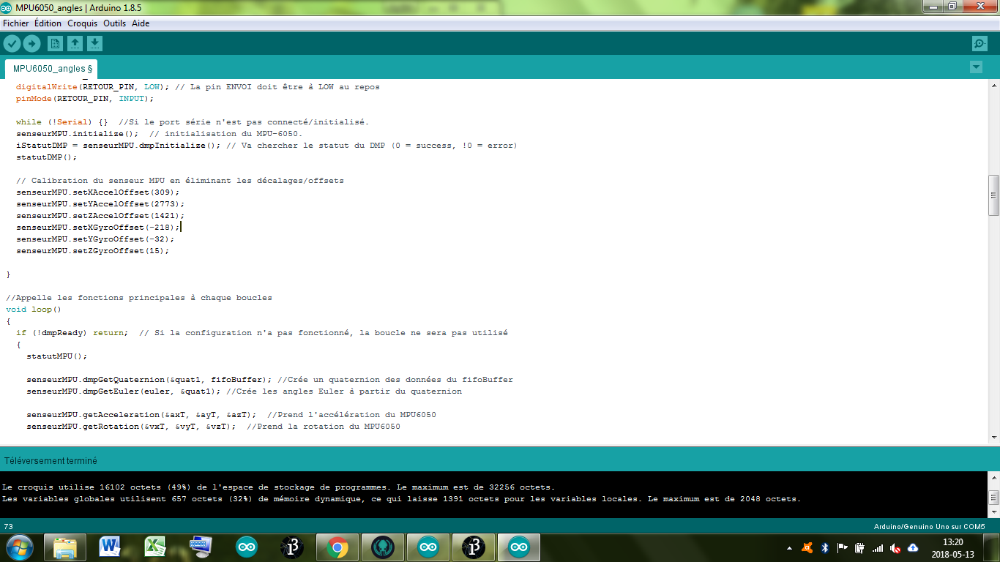 MPU6050_angles | Arduino 1.8.5
Fichier Édition Croquis Outils Aide
MPU6050_angles §
digitalWrite(RETOUR_PIN, LOW); // La pin ENVOI doit être à LOW au repos
pinMode(RETOUR_PIN, INPUT);
while (!Serial) {} //Si le port série n'est pas connecté/initialisé.
senseurMPU.initialize(); // initialisation du MPU-6050.
iStatutDMP = senseurMPU.dmpInitialize(); // Va chercher le statut du DMP (0 = success, !0 = error)
statutDMP();
// Calibration du senseur MPU en éliminant les décalages/offsets
senseurMPU.setXAccelOffset(309);
senseurMPU.setYAccelOffset(2773);
senseurMPU.setZAccelOffset(1421);
senseurMPU.setXGyroOffset(-218);
senseurMPU.setYGyroOffset(-32);
senseurMPU.setZGyroOffset(15);
}
//Appelle les fonctions principales à chaque boucles
void loop()
{
if (!dmpReady) return; // Si la configuration n'a pas fonctionné, la boucle ne sera pas utilisé
{
statutMPU();
senseurMPU.dmpGetQuaternion(&quat1, fifoBuffer); //Crée un quaternion des données du fifoBuffer
senseurMPU.dmpGetEuler(euler, &quat1); //Crée les angles Euler à partir du quaternion
senseurMPU.getAcceleration(&axT, &ayT, &azT); //Prend l'accélération du MPU6050
senseurMPU.getRotation(&vxT, &vyT, &vzT); //Prend la rotation du MPU6050
Téléversement terminé
Le croquis utilise 16102 octets (49%) de l'espace de stockage de programmes. Le maximum est de 32256 octets.
Les variables globales utilisent 657 octets (32%) de mémoire dynamique, ce qui laisse 1391 octets pour les variables locales. Le maximum est de 2048 octets.
73
Arduino/Genuino Uno sur COM5
13:20
2018-05-13